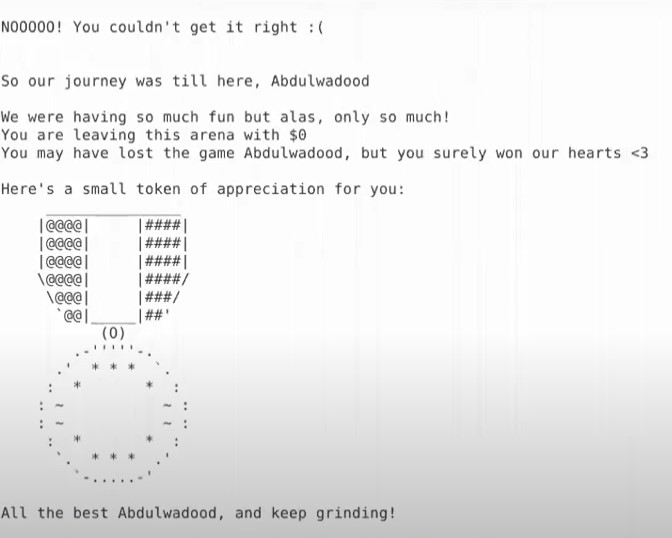 NOOOOO! You couldn't get it right :(
So our journey was till here, Abdulwadood
We were having so much fun but alas, only so much!
You are leaving this arena with $0
You may have lost the game Abdulwadood, but you surely won our hearts <3
Here's a small token of appreciation for you:
     _______________
    |@@@@|     |####|
    |@@@@|     |####|
    |@@@@|     |####|
    \@@@@|     |####/
     \@@@|     |###/
      `@@|_____|##'
           (O)
        .-'''''-.
      .'  * * *  `.
     :  *       *  :
    : ~           ~ :
    : ~           ~ :
     :  *       *  :
      `.  * * *  .'
        `-.....-'
All the best Abdulwadood, and keep grinding!